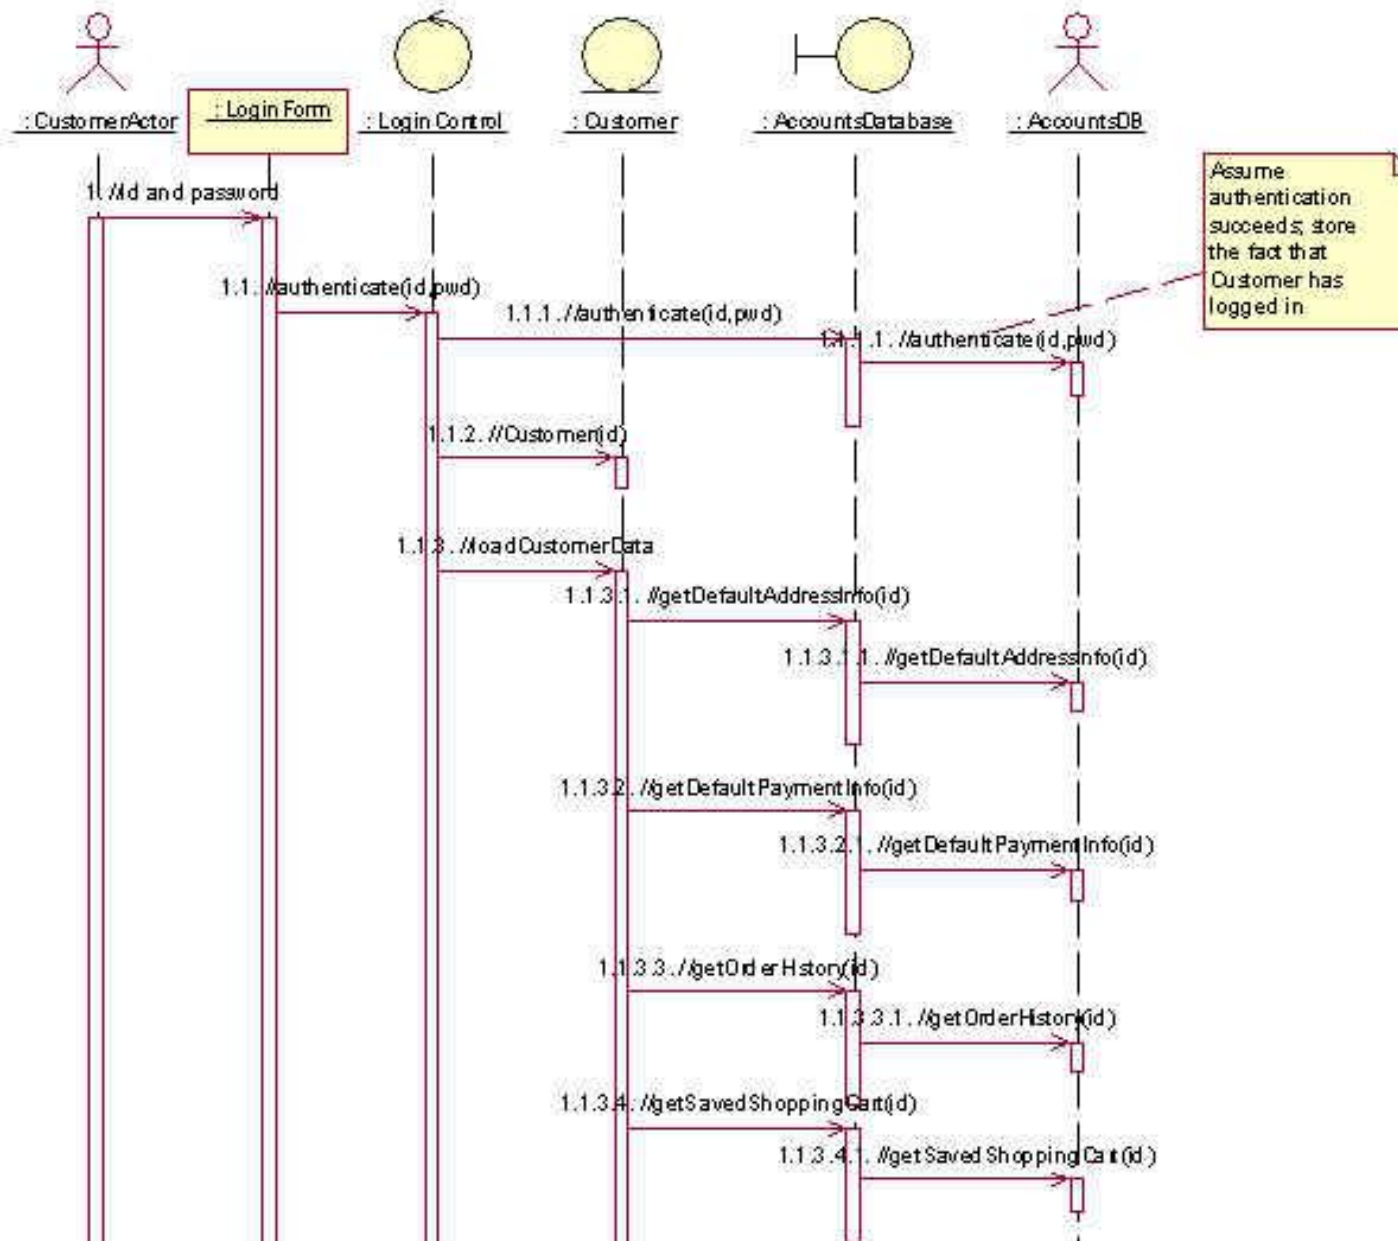 : CustomerActor
: Login Form
: Login Control
: Customer
: AccountsDatabase
: AccountsDB
Assume
authentication
succeeds; store
the fact that
Customer has
logged in
1. //id and password
1.1. //authenticate(id,pwd)
1.1.1. //authenticate(id,pwd)
1.1.1.1. //authenticate(id,pwd)
1.1.2. //Customer(id)
1.1.3. //loadCustomerData
1.1.3.1. //getDefaultAddressInfo(id)
1.1.3.1.1. //getDefaultAddressInfo(id)
1.1.3.2. //getDefaultPaymentInfo(id)
1.1.3.2.1. //getDefaultPaymentInfo(id)
1.1.3.3. //getOrderHistory(id)
1.1.3.3.1. //getOrderHistory(id)
1.1.3.4. //getSavedShoppingCart(id)
1.1.3.4.1. //getSavedShoppingCart(id)